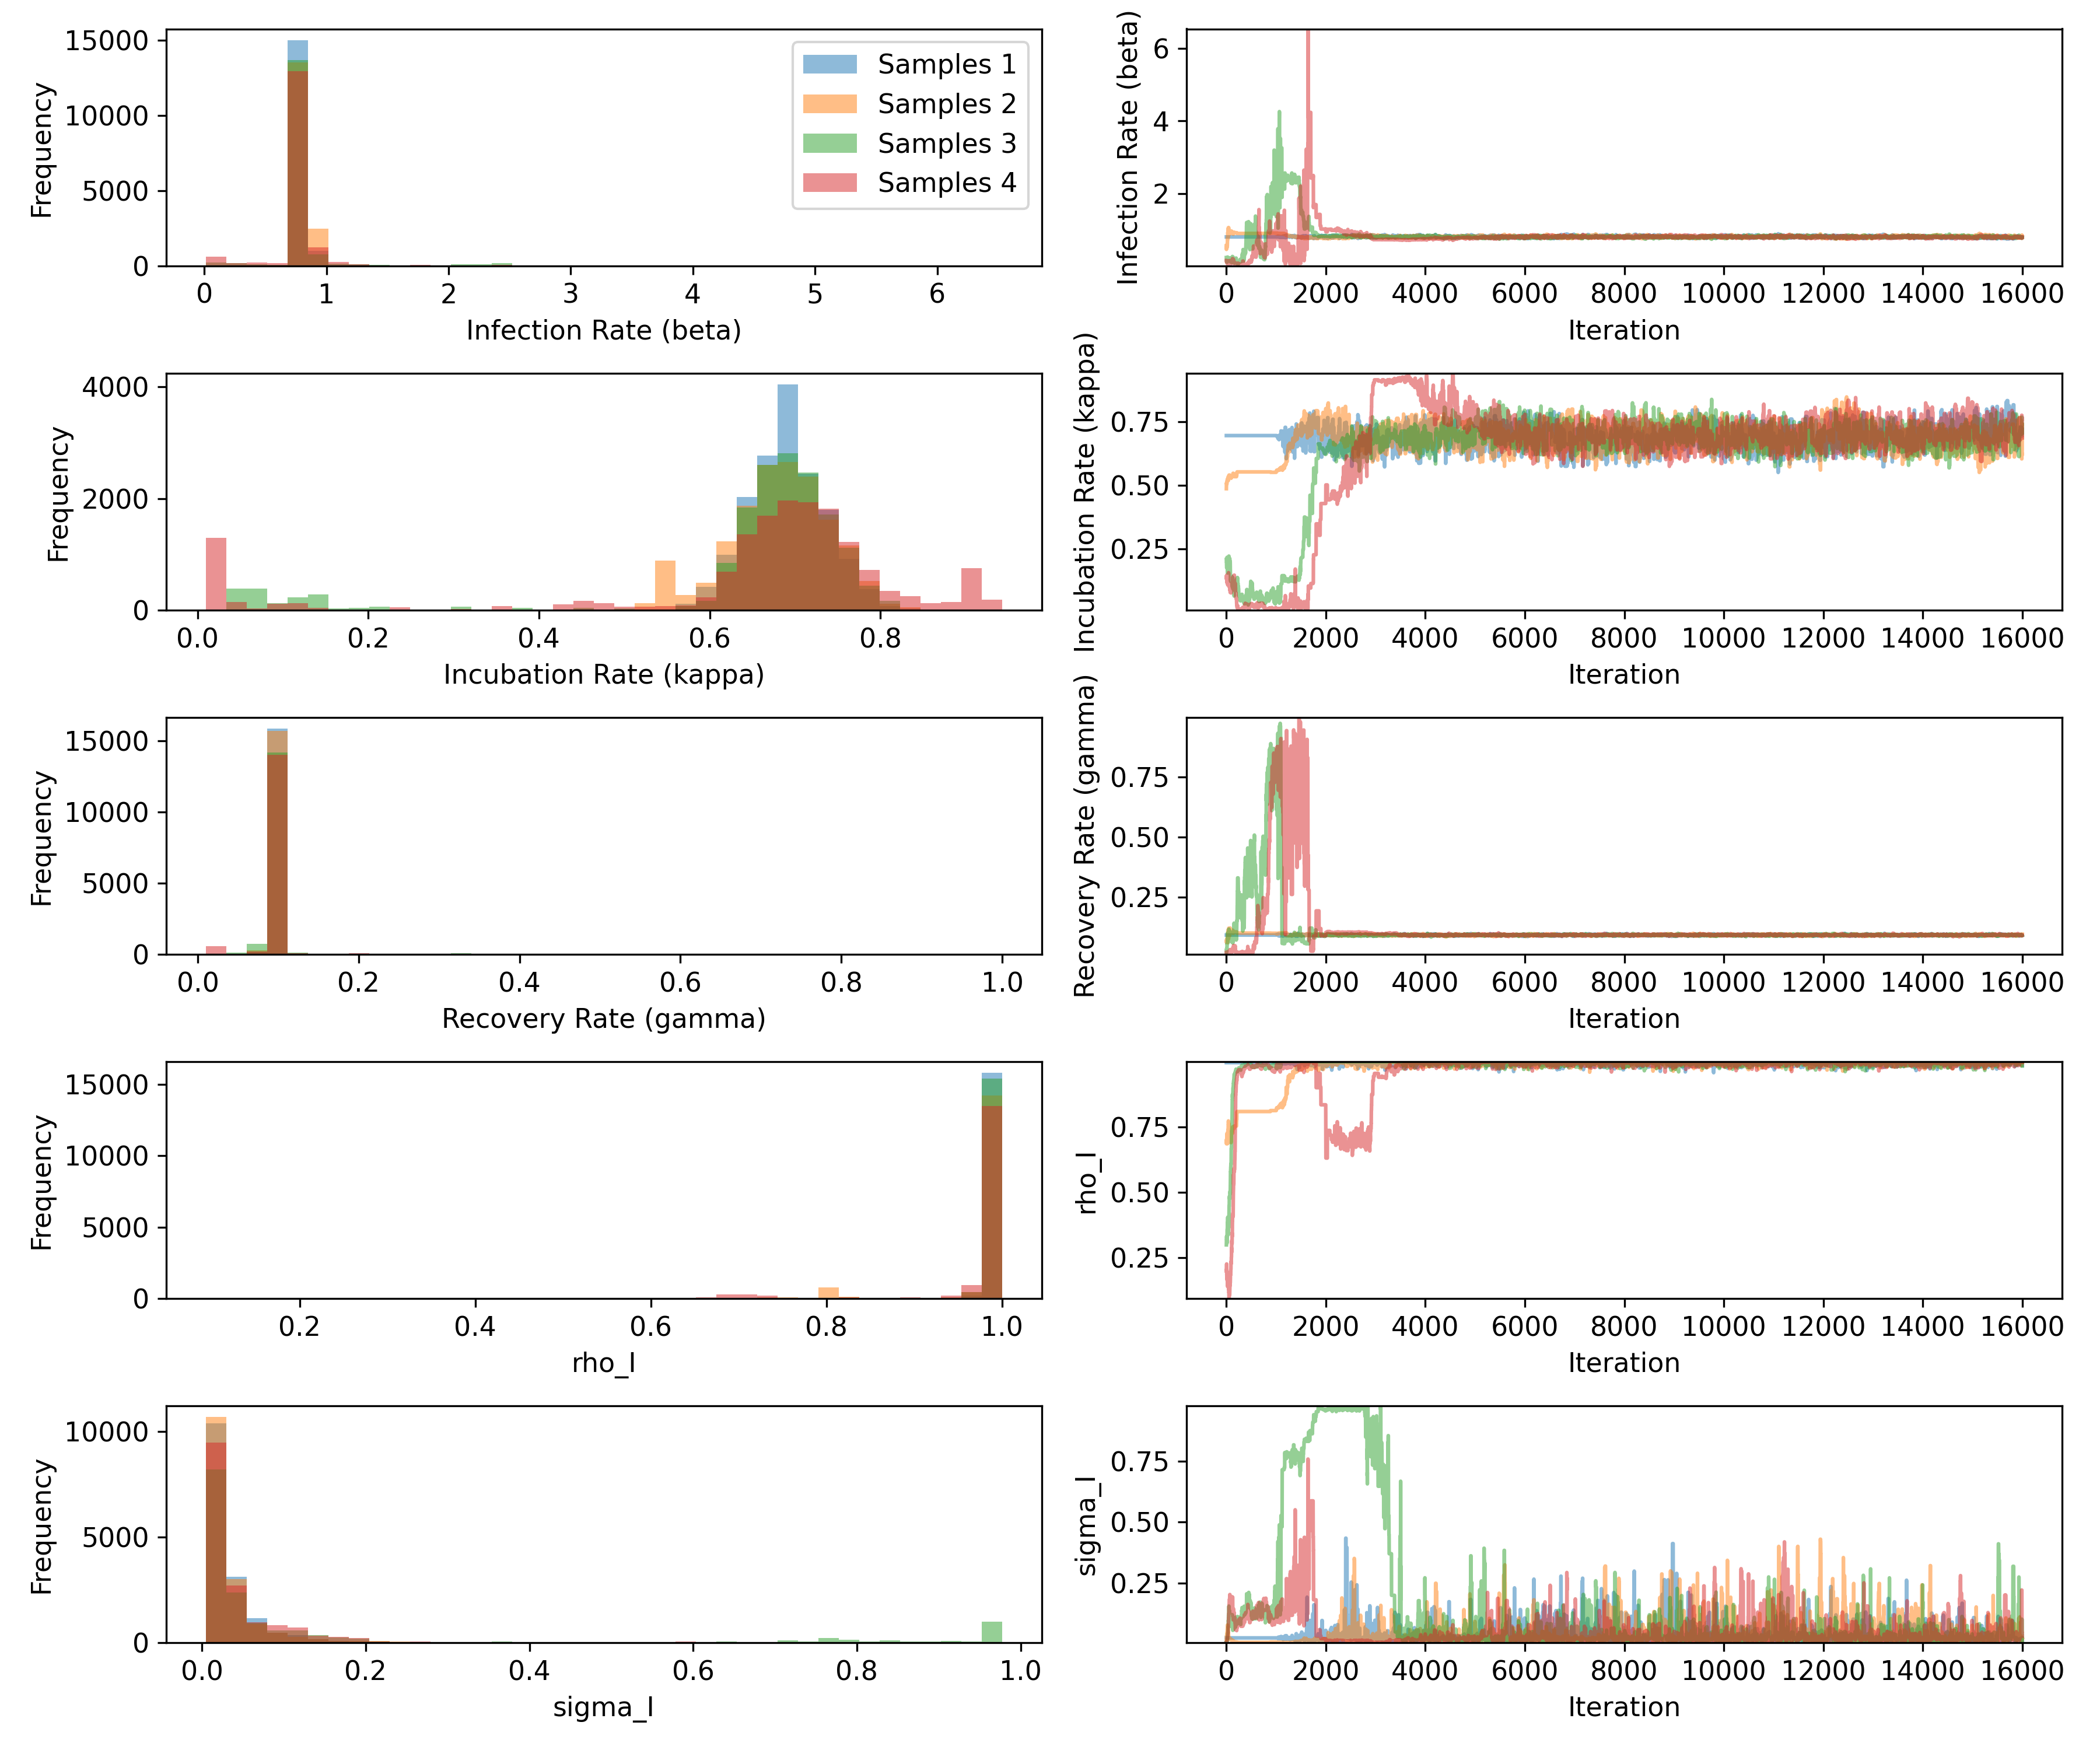 15000
10000
5000
0
Frequency
0 1 2 3 4 5 6
Infection Rate (beta)
Samples 1
Samples 2
Samples 3
Samples 4
6
4
2
Infection Rate (beta)
0 2000 4000 6000 8000 10000 12000 14000 16000
Iteration
4000
2000
0
Frequency
0.0 0.2 0.4 0.6 0.8
Incubation Rate (kappa)
0.75
0.50
0.25
Incubation Rate (kappa)
0 2000 4000 6000 8000 10000 12000 14000 16000
Iteration
15000
10000
5000
0
Frequency
0.0 0.2 0.4 0.6 0.8 1.0
Recovery Rate (gamma)
0.75
0.50
0.25
Recovery Rate (gamma)
0 2000 4000 6000 8000 10000 12000 14000 16000
Iteration
15000
10000
5000
0
Frequency
0.2 0.4 0.6 0.8 1.0
rho_I
0.75
0.50
0.25
rho_I
0 2000 4000 6000 8000 10000 12000 14000 16000
Iteration
10000
5000
0
Frequency
0.0 0.2 0.4 0.6 0.8 1.0
sigma_I
0.75
0.50
0.25
sigma_I
0 2000 4000 6000 8000 10000 12000 14000 16000
Iteration